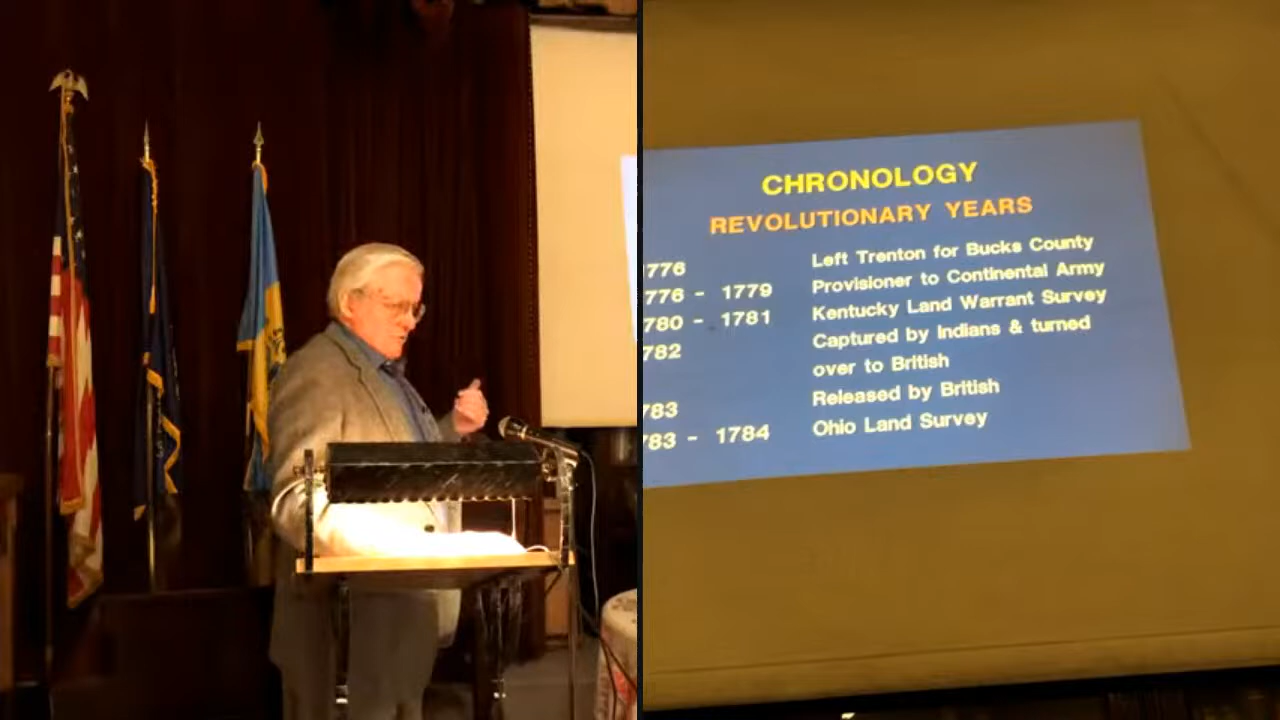 CHRONOLOGY
REVOLUTIONARY YEARS
776 Left Trenton for Bucks County
776 - 1779 Provisioner to Continental Army
780 - 1781 Kentucky Land Warrant Survey
782 Captured by Indians & turned
over to British
783 Released by British
783 - 1784 Ohio Land Survey